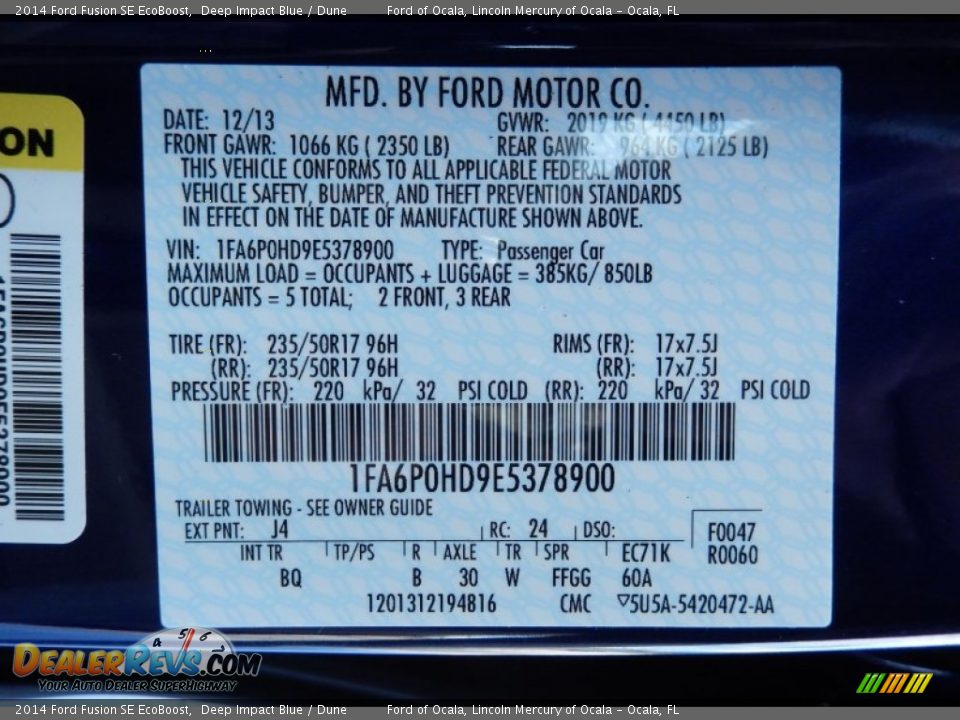 2014 Ford Fusion SE EcoBoost, Deep Impact Blue / Dune Ford of Ocala, Lincoln Mercury of Ocala - Ocala, FL
ON
MFD. BY FORD MOTOR CO.
DATE: 12/13 GVWR: 2019 KG ( 4450 LB)
FRONT GAWR: 1066 KG ( 2350 LB) REAR GAWR: 964 KG ( 2125 LB)
THIS VEHICLE CONFORMS TO ALL APPLICABLE FEDERAL MOTOR
VEHICLE SAFETY, BUMPER, AND THEFT PREVENTION STANDARDS
IN EFFECT ON THE DATE OF MANUFACTURE SHOWN ABOVE.
VIN: 1FA6P0HD9E5378900 TYPE: Passenger Car
MAXIMUM LOAD = OCCUPANTS + LUGGAGE = 385KG/ 850LB
OCCUPANTS = 5 TOTAL; 2 FRONT, 3 REAR
TIRE (FR): 235/50R17 96H RIMS (FR): 17x7.5J
(RR): 235/50R17 96H (RR): 17x7.5J
PRESSURE (FR): 220 kPa/ 32 PSI COLD (RR): 220 kPa/ 32 PSI COLD
1FA6P0HD9E5378900
TRAILER TOWING - SEE OWNER GUIDE
EXT PNT: J4 RC: 24 DSO: F0047
INT TR TP/PS R AXLE TR SPR EC71K R0060
BQ B 30 W FFGG 60A
1201312194816 CMC ▽5U5A-5420472-AA
DEALERREVS.COM
Your Auto Dealer SuperHighway
2014 Ford Fusion SE EcoBoost, Deep Impact Blue / Dune Ford of Ocala, Lincoln Mercury of Ocala - Ocala, FL